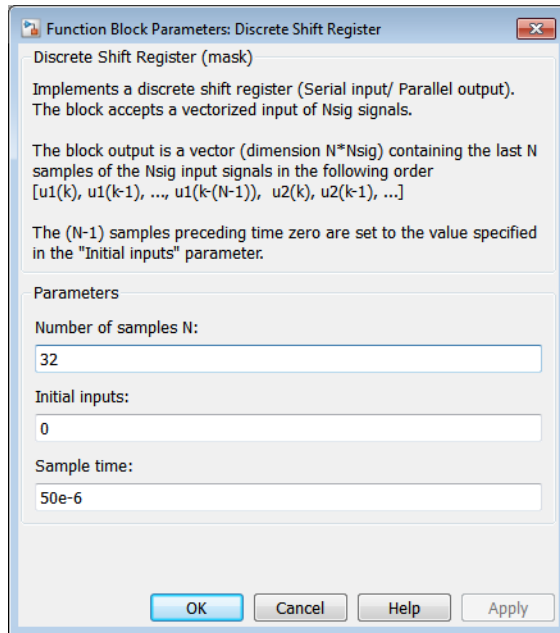 Function Block Parameters: Discrete Shift Register
Discrete Shift Register (mask)
Implements a discrete shift register (Serial input/ Parallel output).
The block accepts a vectorized input of Nsig signals.
The block output is a vector (dimension N*Nsig) containing the last N
samples of the Nsig input signals in the following order
[u1(k), u1(k-1), ..., u1(k-(N-1)), u2(k), u2(k-1), ...]
The (N-1) samples preceding time zero are set to the value specified
in the "Initial inputs" parameter.
Parameters
Number of samples N:
32
Initial inputs:
0
Sample time:
50e-6
OK Cancel Help Apply